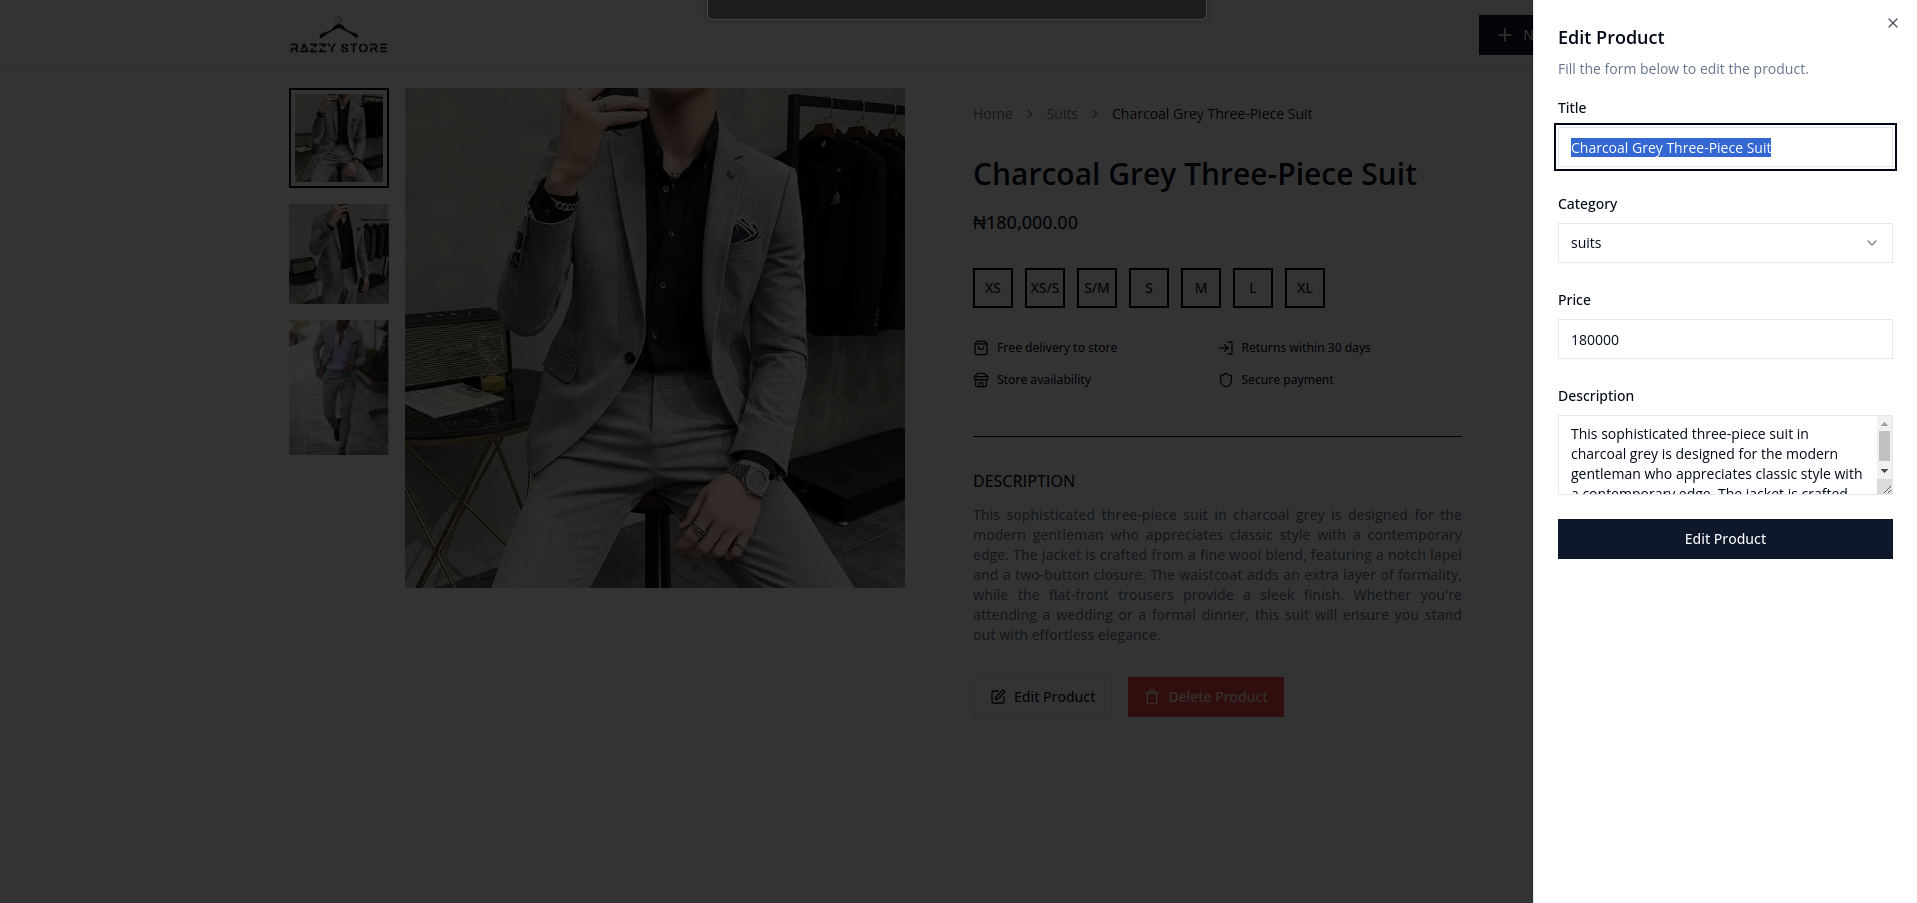 RAZZY STORE
N
Home
Suits
Charcoal Grey Three-Piece Suit
Charcoal Grey Three-Piece Suit
₦180,000.00
XS
XS/S
S/M
S
M
L
XL
Free delivery to store
Returns within 30 days
Store availability
Secure payment
DESCRIPTION
This sophisticated three-piece suit in charcoal grey is designed for the
modern gentleman who appreciates classic style with a contemporary
edge. The jacket is crafted from a fine wool blend, featuring a notch lapel
and a two-button closure. The waistcoat adds an extra layer of formality,
while the flat-front trousers provide a sleek finish. Whether you're
attending a wedding or a formal dinner, this suit will ensure you stand
out with effortless elegance.
Edit Product
Delete Product
Edit Product
Fill the form below to edit the product.
Title
Charcoal Grey Three-Piece Suit
Category
suits
Price
180000
Description
This sophisticated three-piece suit in
charcoal grey is designed for the modern
gentleman who appreciates classic style with
a contemporary edge. The jacket is crafted
Edit Product